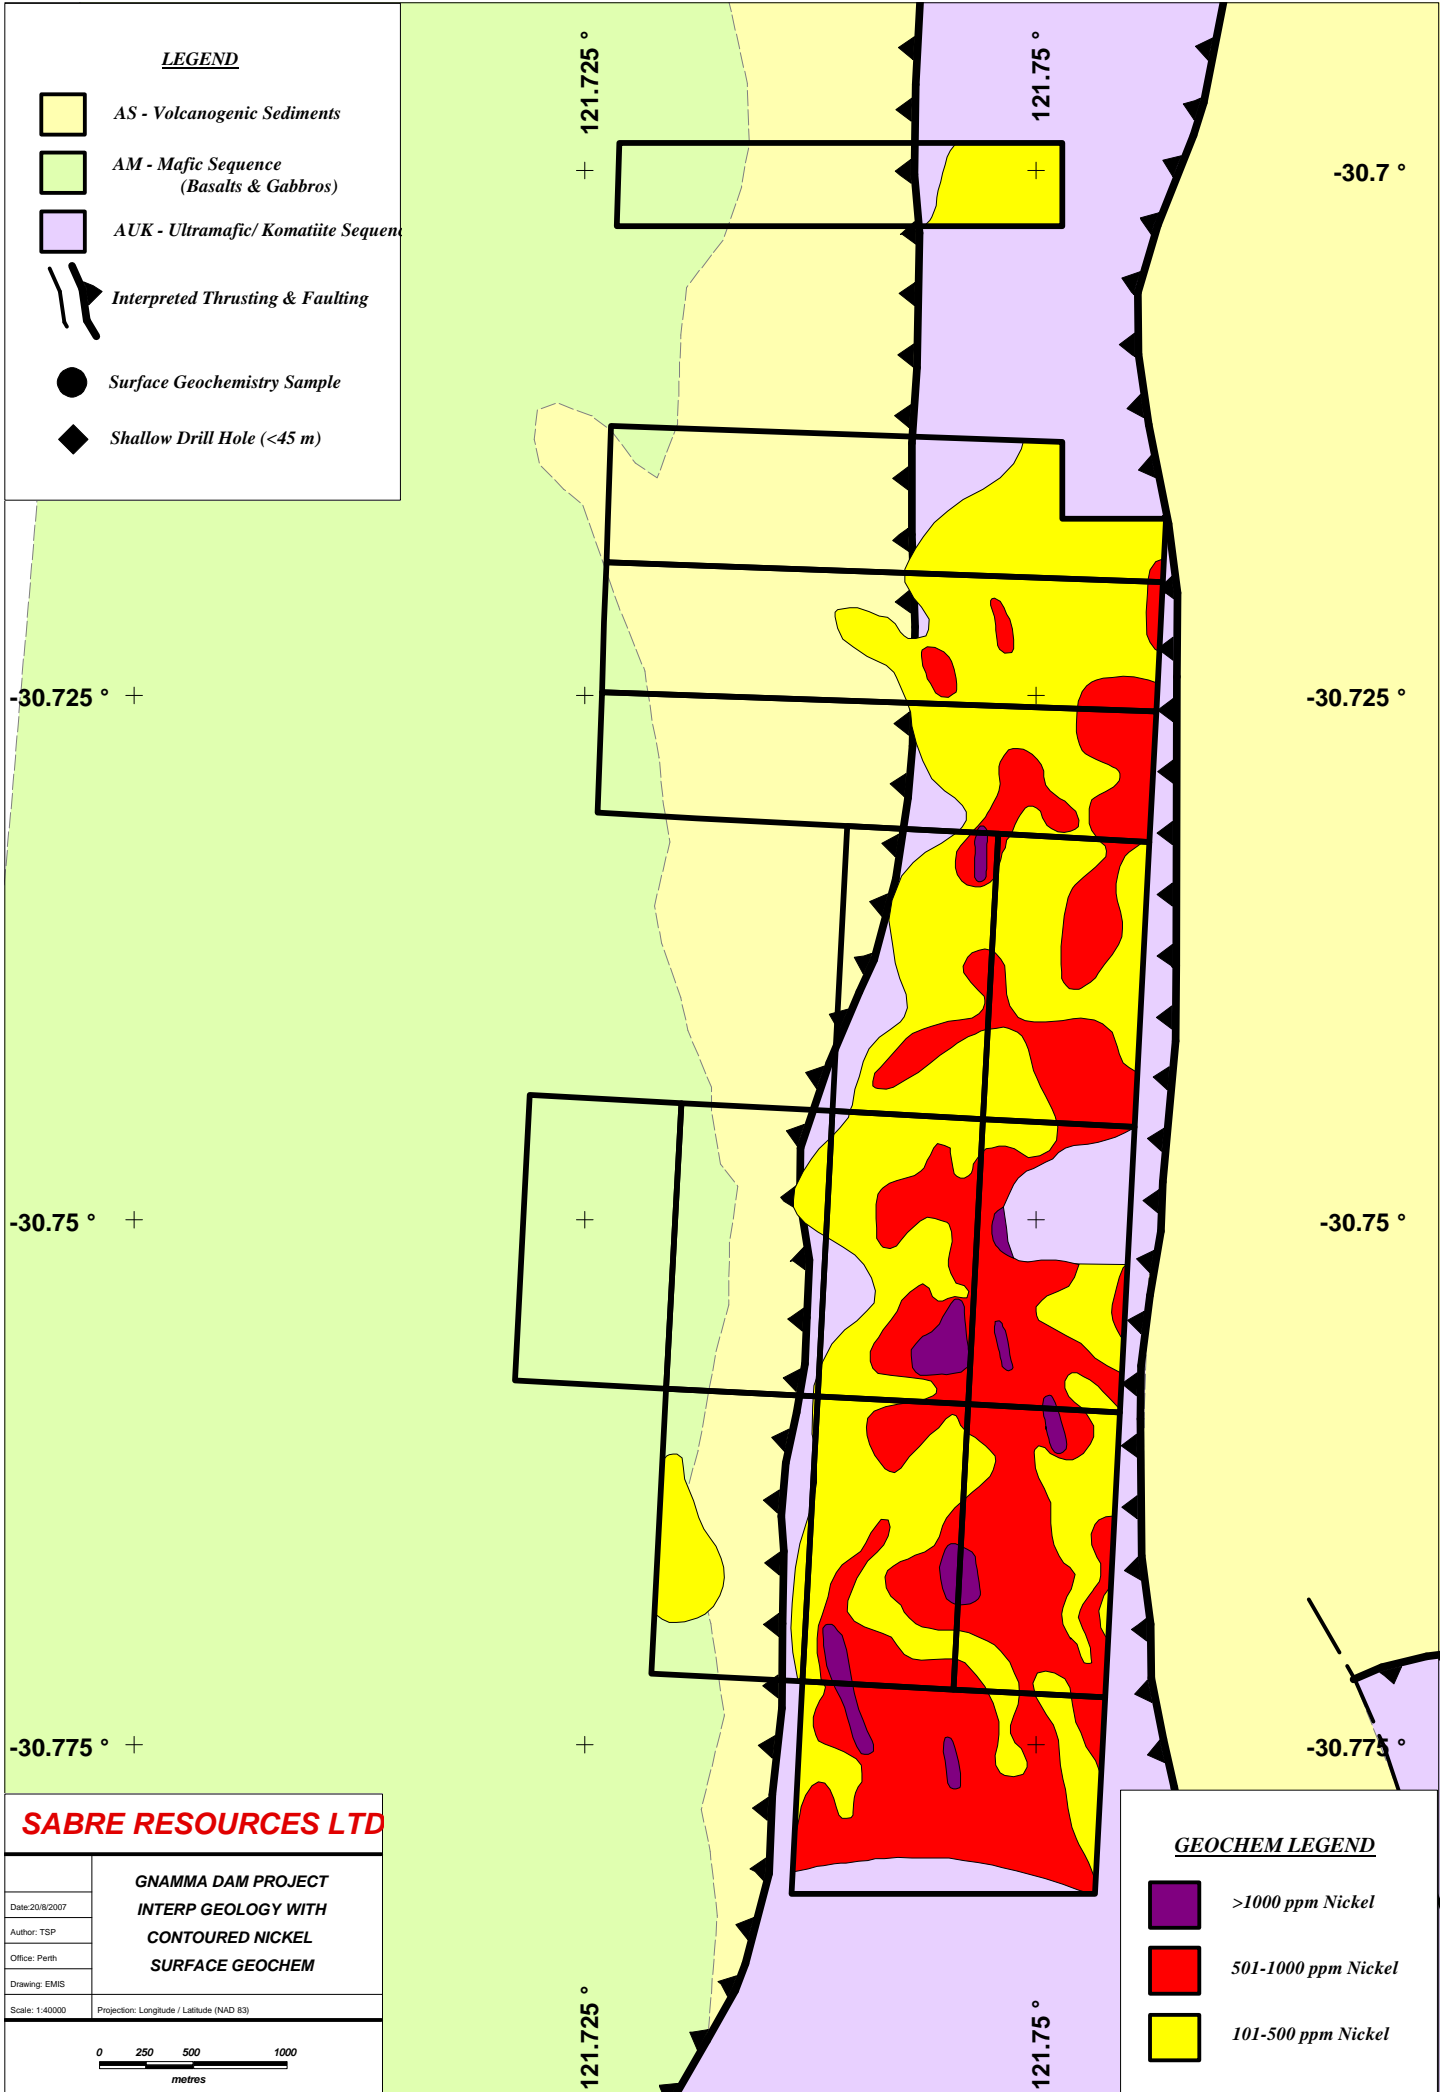 LEGEND
AS - Volcanogenic Sediments
AM - Mafic Sequence
(Basalts & Gabbros)
AUK - Ultramafic/ Komatiite Sequenc
Interpreted Thrusting & Faulting
Surface Geochemistry Sample
Shallow Drill Hole (<45 m)
121.725 °
121.75 °
-30.7 °
-30.725 °
-30.725 °
-30.75 °
-30.75 °
-30.775 °
-30.775 °
SABRE RESOURCES LTD
GNAMMA DAM PROJECT
INTERP GEOLOGY WITH
CONTOURED NICKEL
SURFACE GEOCHEM
Date:20/8/2007
Author: TSP
Office: Perth
Drawing: EMIS
Scale: 1:40000
Projection: Longitude / Latitude (NAD 83)
0 250 500 1000
metres
121.725 °
121.75 °
GEOCHEM LEGEND
>1000 ppm Nickel
501-1000 ppm Nickel
101-500 ppm Nickel